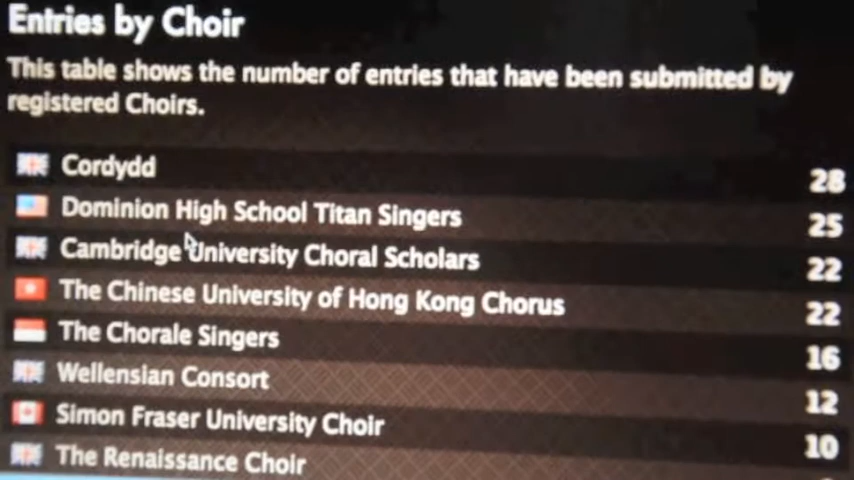 Entries by Choir
This table shows the number of entries that have been submitted by
registered Choirs.
Cordydd 28
Dominion High School Titan Singers 25
Cambridge University Choral Scholars 22
The Chinese University of Hong Kong Chorus 22
The Chorale Singers 16
Wellensian Consort 12
Simon Fraser University Choir 10
The Renaissance Choir